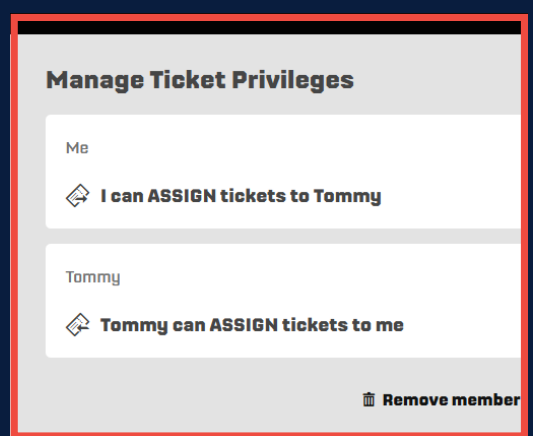 Manage Ticket Privileges
Me
I can ASSIGN tickets to Tommy
Tommy
Tommy can ASSIGN tickets to me
Remove member